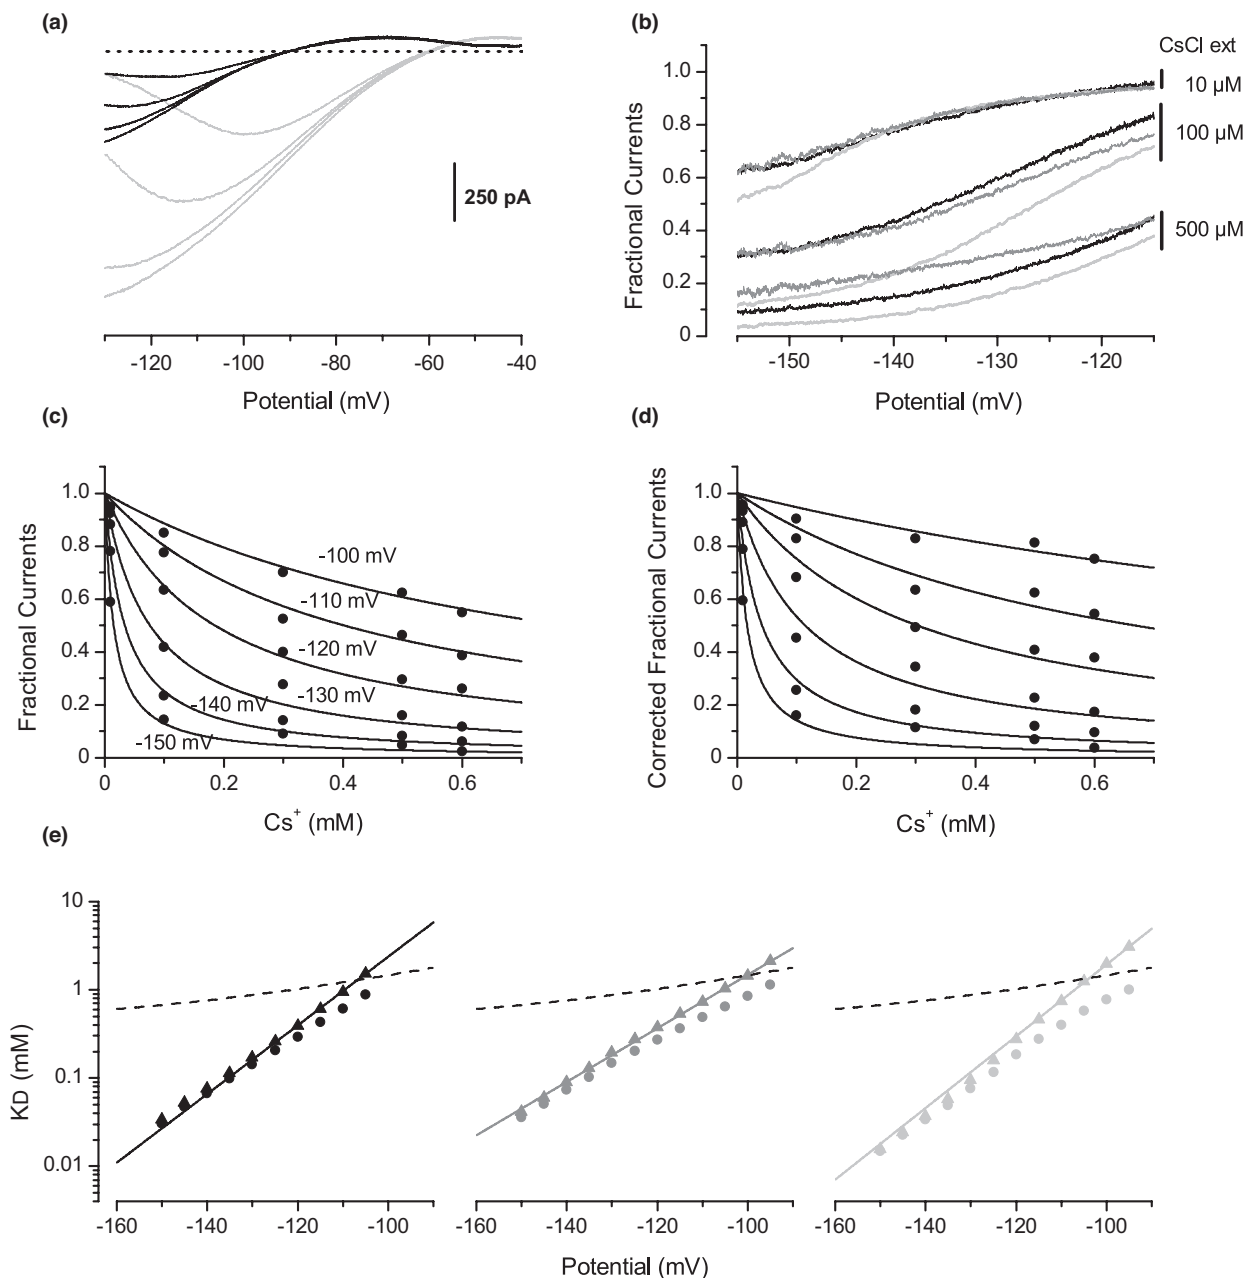 (a)
250 pA
-120 -100 -80 -60 -40
Potential (mV)
(b)
Fractional Currents
1.0
0.8
0.6
0.4
0.2
0
-150 -140 -130 -120
Potential (mV)
CsCl ext
10 µM
100 µM
500 µM
(c)
Fractional Currents
1.0
0.8
0.6
0.4
0.2
0
-100 mV
-110 mV
-120 mV
-130 mV
-140 mV
-150 mV
0 0.2 0.4 0.6
Cs+ (mM)
(d)
Corrected Fractional Currents
1.0
0.8
0.6
0.4
0.2
0
0 0.2 0.4 0.6
Cs+ (mM)
(e)
KD (mM)
10
1
0.1
0.01
-160 -140 -120 -100
-160 -140 -120 -100
-160 -140 -120 -100
Potential (mV)